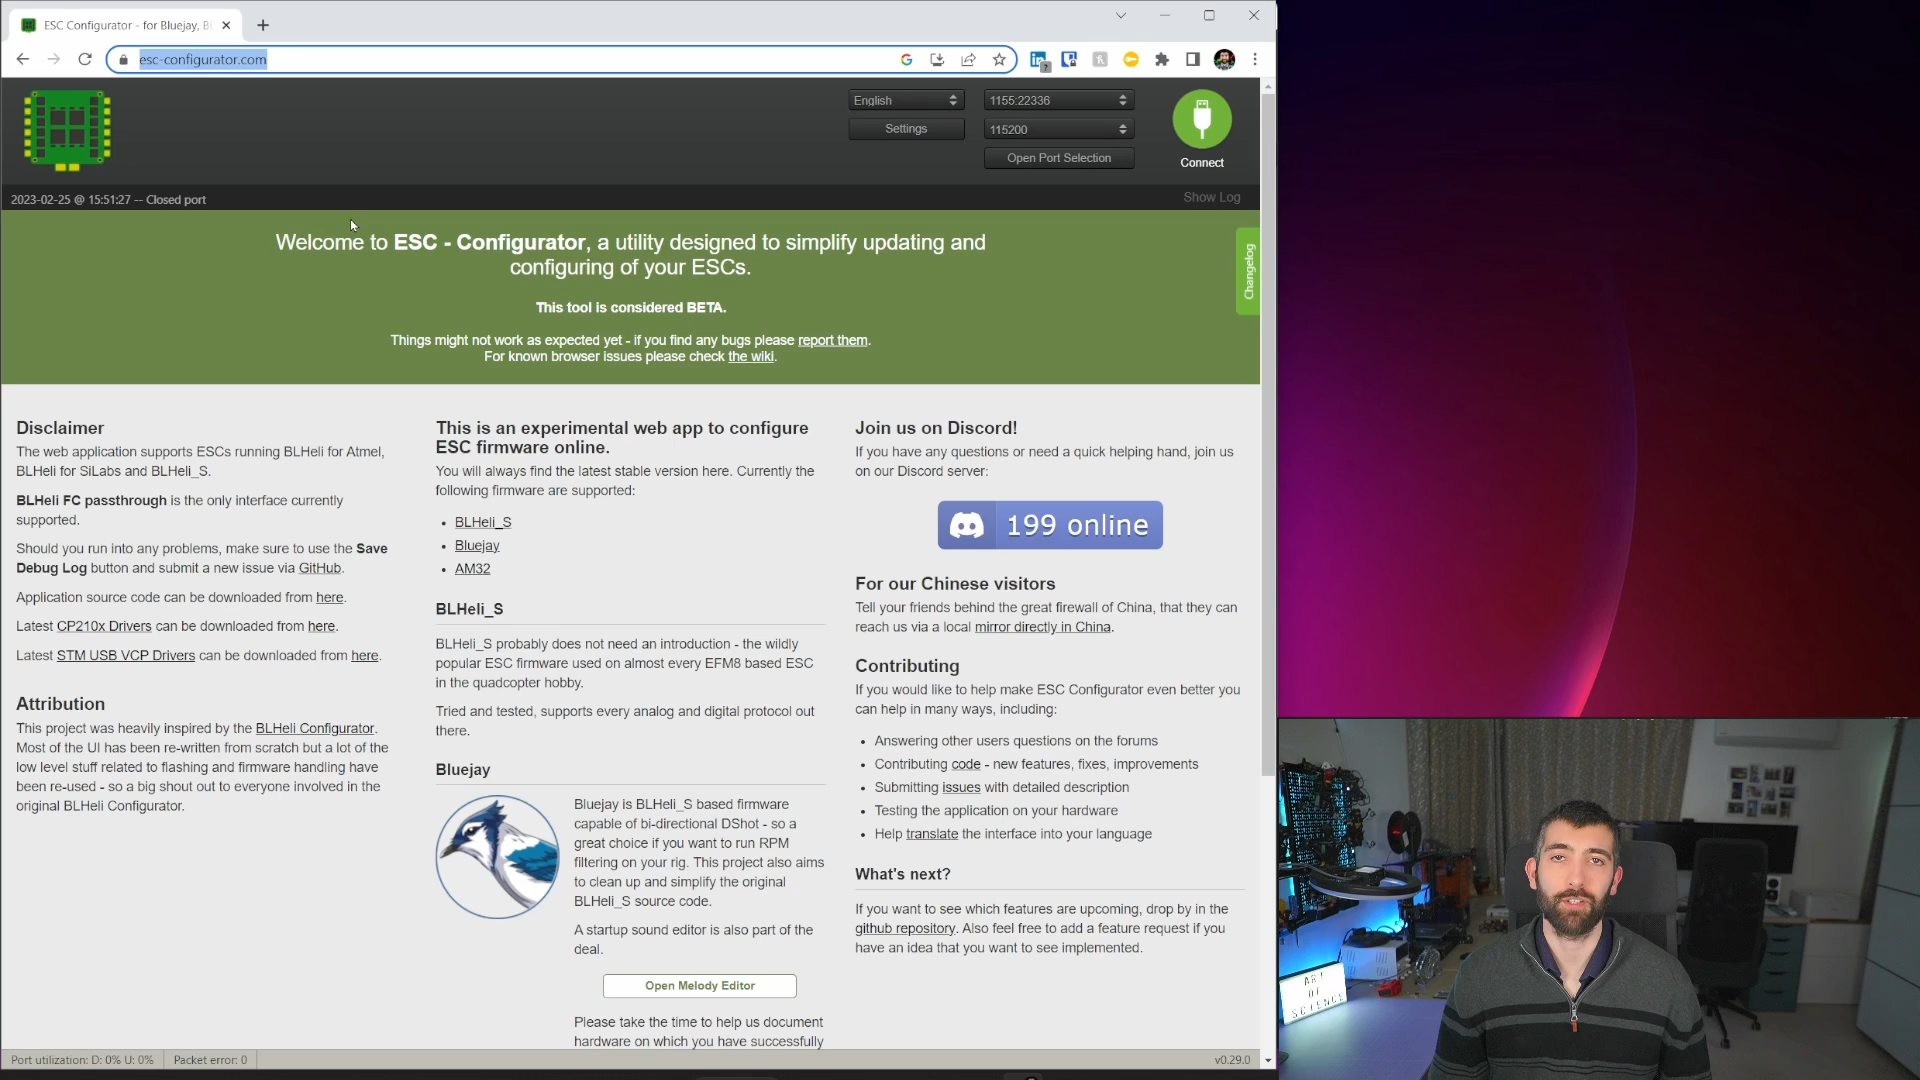 ESC Configurator - for Bluejay, Bl
esc-configurator.com
English
1155:22336
Settings
115200
Open Port Selection
Connect
2023-02-25 @ 15:51:27 -- Closed port
Show Log
Welcome to ESC - Configurator, a utility designed to simplify updating and
configuring of your ESCs.
Changelog
This tool is considered BETA.
Things might not work as expected yet - if you find any bugs please report them.
For known browser issues please check the wiki.
Disclaimer
The web application supports ESCs running BLHeli for Atmel,
BLHeli for SiLabs and BLHeli_S.
BLHeli FC passthrough is the only interface currently
supported.
Should you run into any problems, make sure to use the Save
Debug Log button and submit a new issue via GitHub.
Application source code can be downloaded from here.
Latest CP210x Drivers can be downloaded from here.
Latest STM USB VCP Drivers can be downloaded from here.
Attribution
This project was heavily inspired by the BLHeli Configurator.
Most of the UI has been re-written from scratch but a lot of the
low level stuff related to flashing and firmware handling have
been re-used - so a big shout out to everyone involved in the
original BLHeli Configurator.
This is an experimental web app to configure
ESC firmware online.
You will always find the latest stable version here. Currently the
following firmware are supported:
• BLHeli_S
• Bluejay
• AM32
BLHeli_S
BLHeli_S probably does not need an introduction - the wildly
popular ESC firmware used on almost every EFM8 based ESC
in the quadcopter hobby.
Tried and tested, supports every analog and digital protocol out
there.
Bluejay
Bluejay is BLHeli_S based firmware
capable of bi-directional DShot - so a
great choice if you want to run RPM
filtering on your rig. This project also aims
to clean up and simplify the original
BLHeli_S source code.
A startup sound editor is also part of the
deal.
Open Melody Editor
Please take the time to help us document
hardware on which you have successfully
Join us on Discord!
If you have any questions or need a quick helping hand, join us
on our Discord server:
199 online
For our Chinese visitors
Tell your friends behind the great firewall of China, that they can
reach us via a local mirror directly in China.
Contributing
If you would like to help make ESC Configurator even better you
can help in many ways, including:
• Answering other users questions on the forums
• Contributing code - new features, fixes, improvements
• Submitting issues with detailed description
• Testing the application on your hardware
• Help translate the interface into your language
What's next?
If you want to see which features are upcoming, drop by in the
github repository. Also feel free to add a feature request if you
have an idea that you want to see implemented.
Port utilization: D: 0% U: 0%
Packet error: 0
v0.29.0
ART
OF
SCIENCE